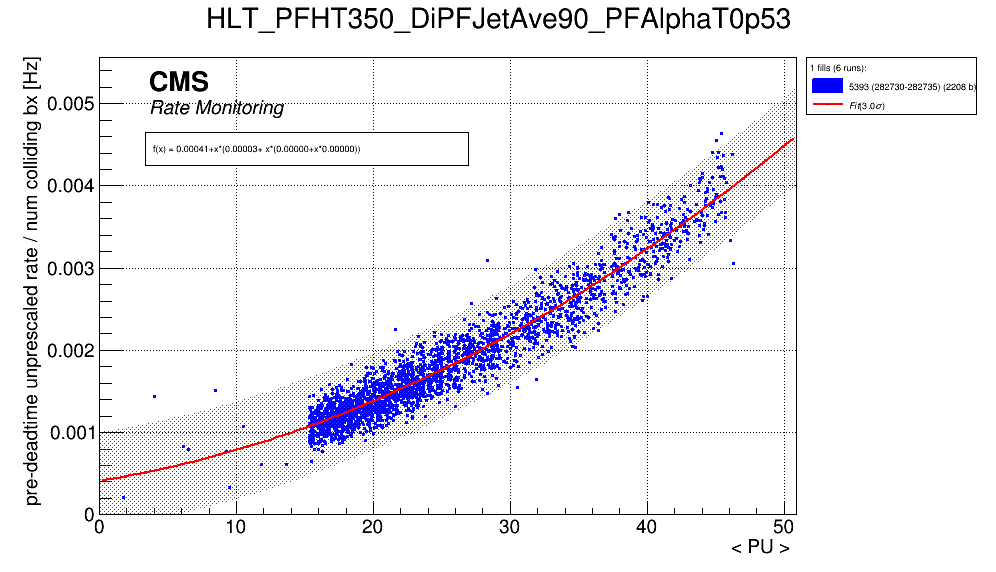 HLT_PFHT350_DiPFJetAve90_PFAlphaT0p53
pre-deadtime unprescaled rate / num colliding bx [Hz]
CMS
Rate Monitoring
f(x) = 0.00041+x*(0.00003+ x*(0.00000+x*0.00000))
1 fills (6 runs):
5393 (282730-282735) (2208 b)
Fit(3.0σ)
0.005
0.004
0.003
0.002
0.001
0
0 10 20 30 40 50
< PU >